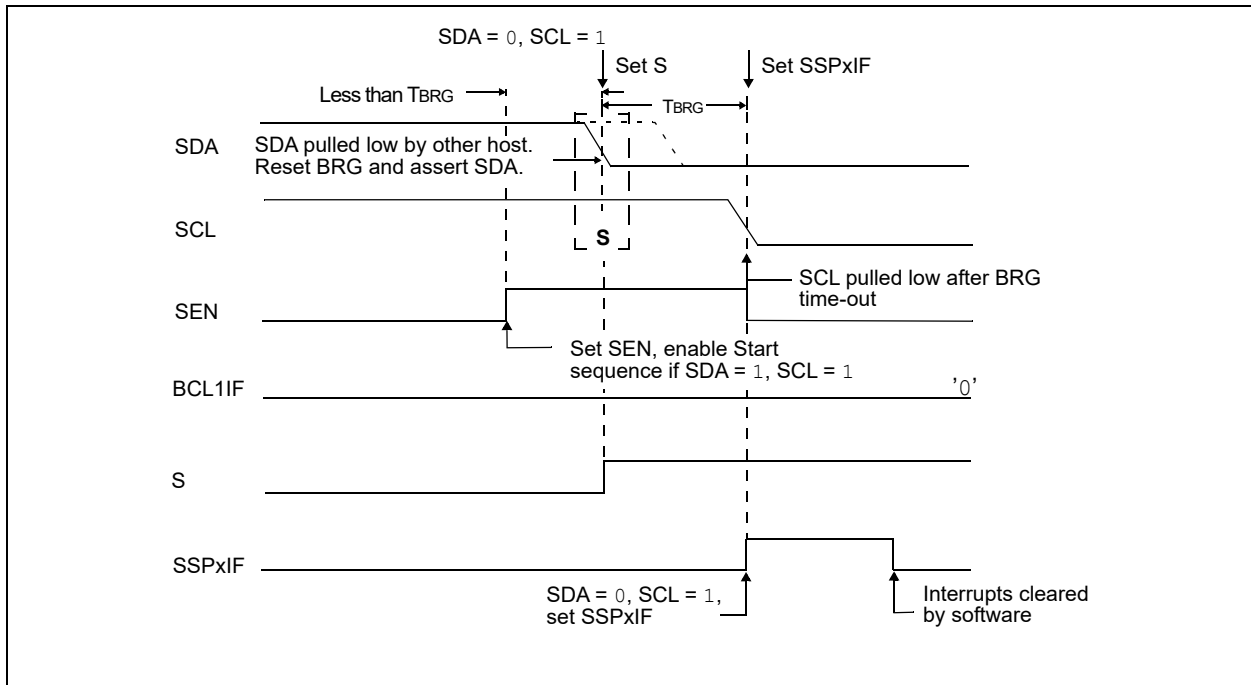 SDA = 0, SCL = 1
Set S
Set SSPxIF
Less than TBRG
TBRG
SDA
SDA pulled low by other host.
Reset BRG and assert SDA.
SCL
S
SCL pulled low after BRG
time-out
SEN
Set SEN, enable Start
sequence if SDA = 1, SCL = 1
BCL1IF
'0'
S
SSPxIF
SDA = 0, SCL = 1,
set SSPxIF
Interrupts cleared
by software